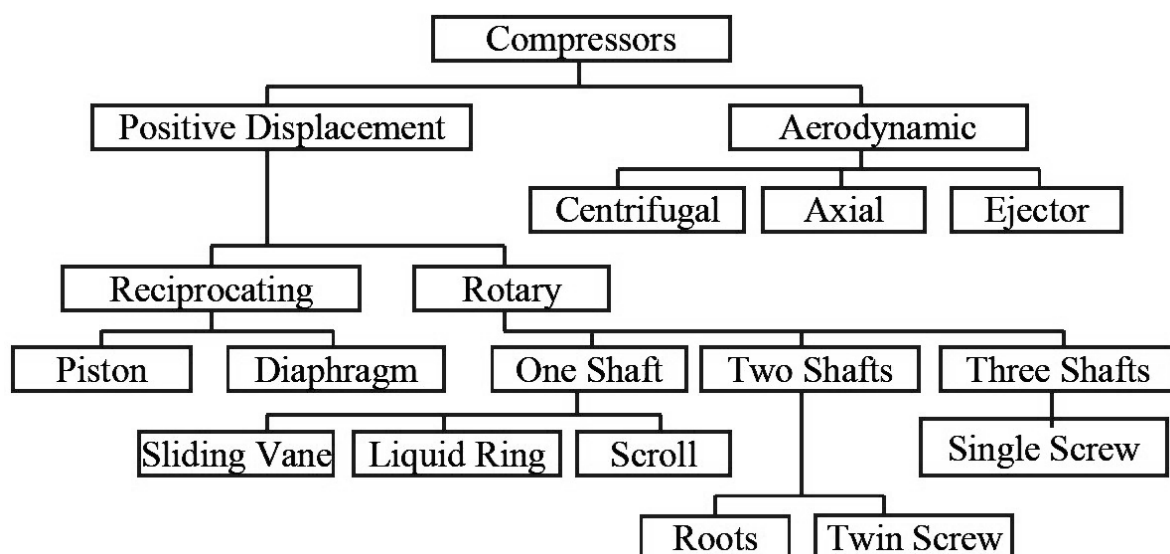 Compressors
Positive Displacement
Aerodynamic
Centrifugal
Axial
Ejector
Reciprocating
Rotary
Piston
Diaphragm
One Shaft
Two Shafts
Three Shafts
Sliding Vane
Liquid Ring
Scroll
Single Screw
Roots
Twin Screw